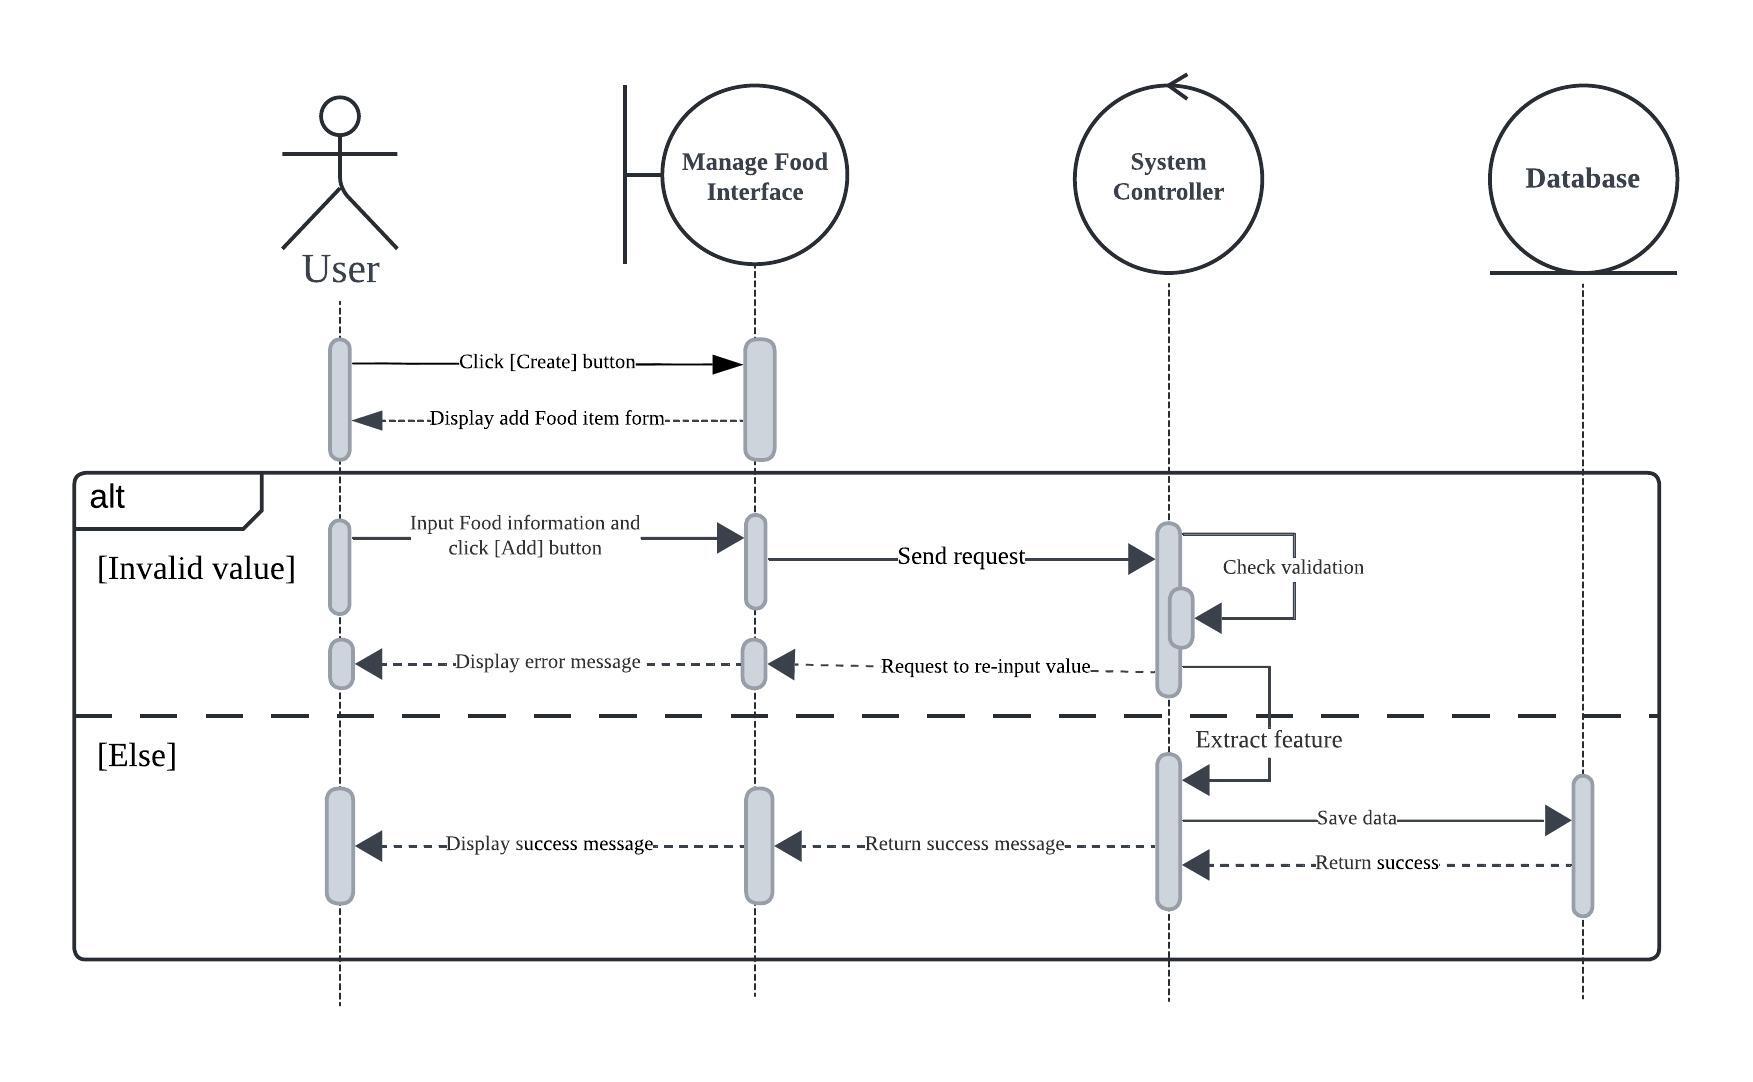 Manage Food
Interface
System
Controller
Database
User
Click [Create] button
Display add Food item form
alt
Input Food information and
click [Add] button
[Invalid value]
Send request
Check validation
Display error message
Request to re-input value
Extract feature
[Else]
Save data
Display success message
Return success message
Return success